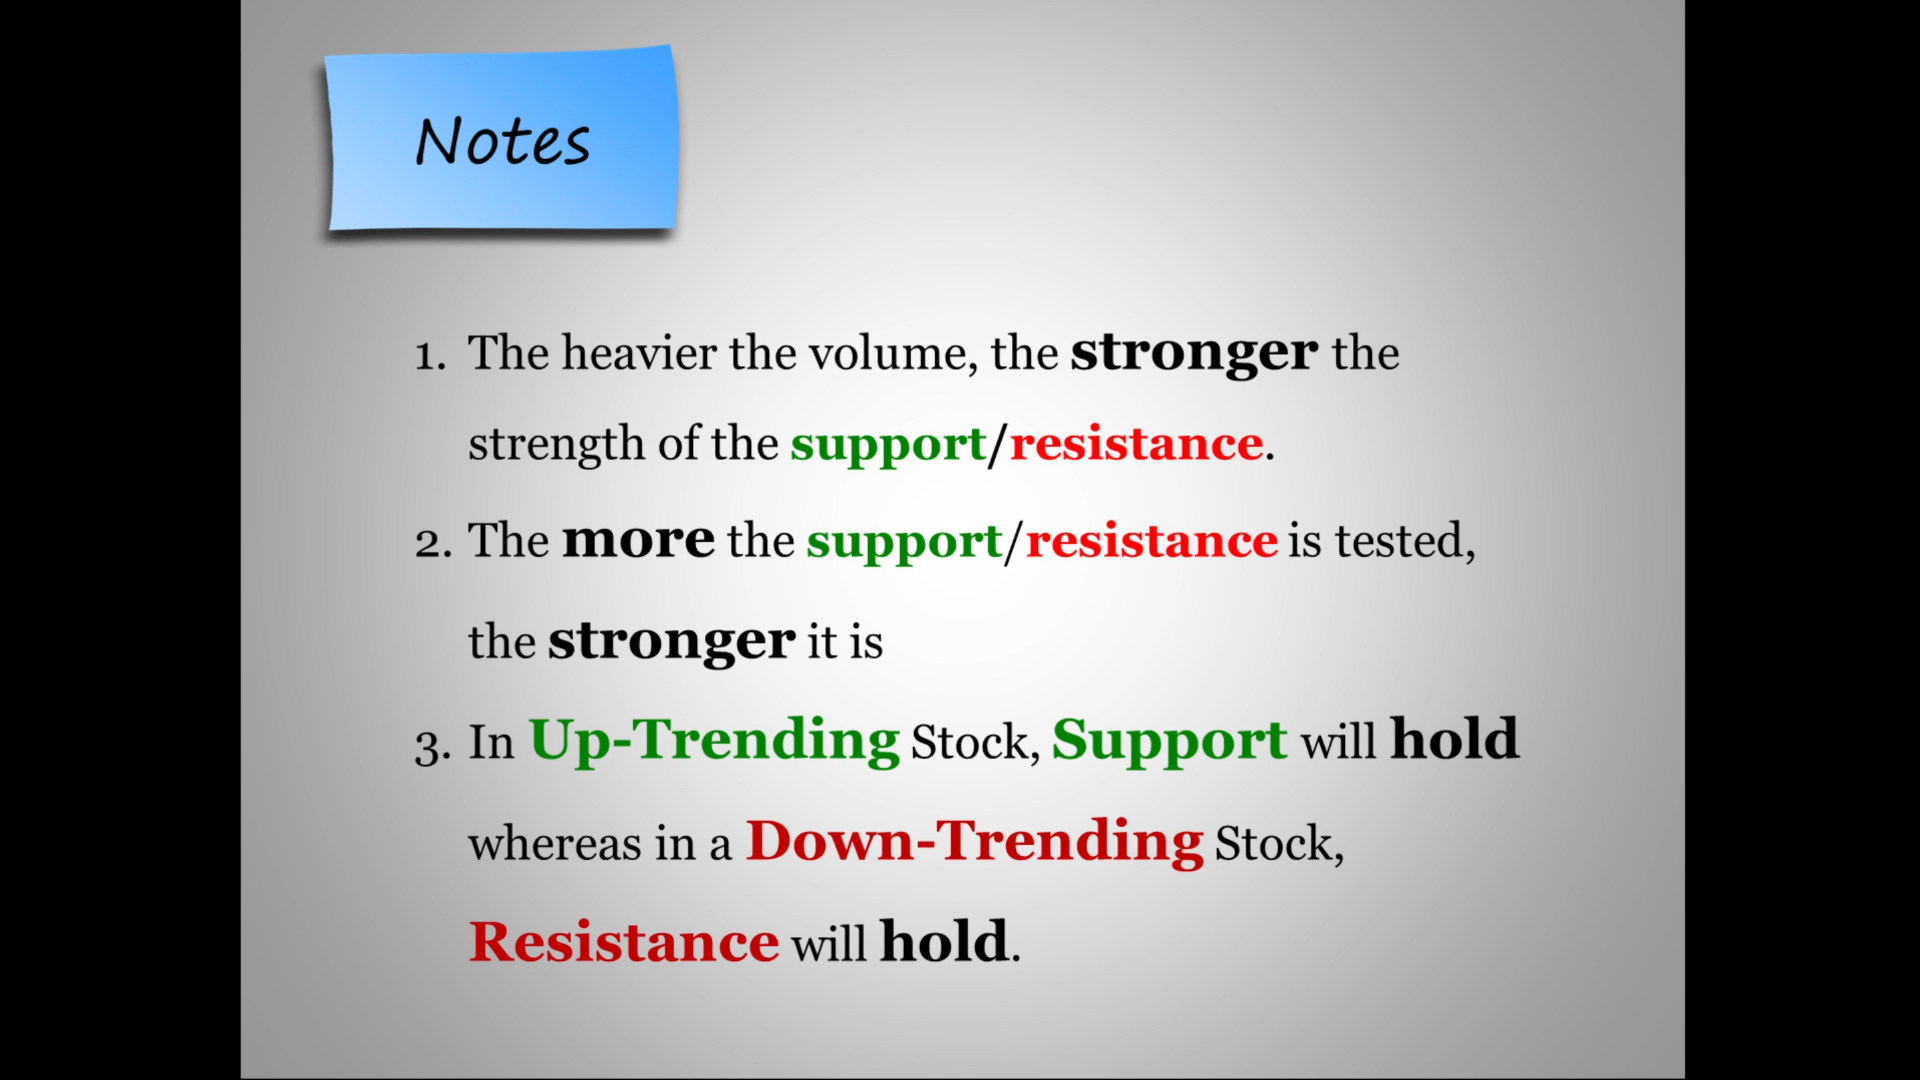 Notes
1. The heavier the volume, the stronger the
strength of the support/resistance.
2. The more the support/resistance is tested,
the stronger it is
3. In Up-Trending Stock, Support will hold
whereas in a Down-Trending Stock,
Resistance will hold.